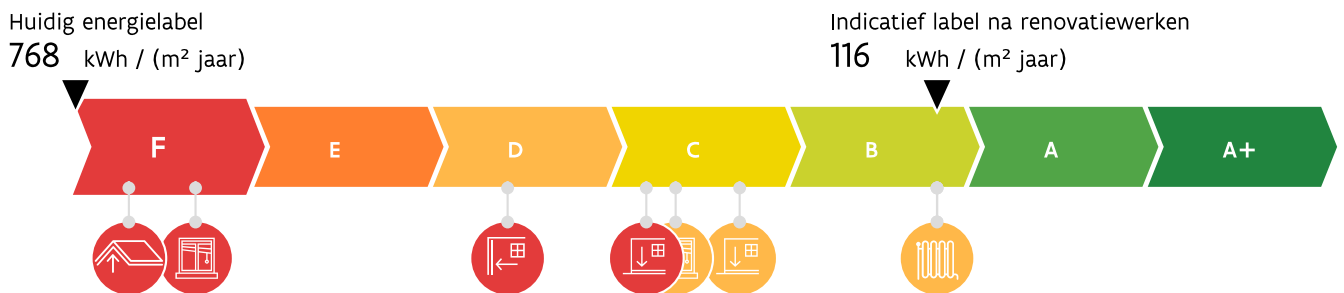 Huidig energielabel
768 kWh / (m² jaar)
Indicatief label na renovatiewerken
116 kWh / (m² jaar)
F E D C B A A+